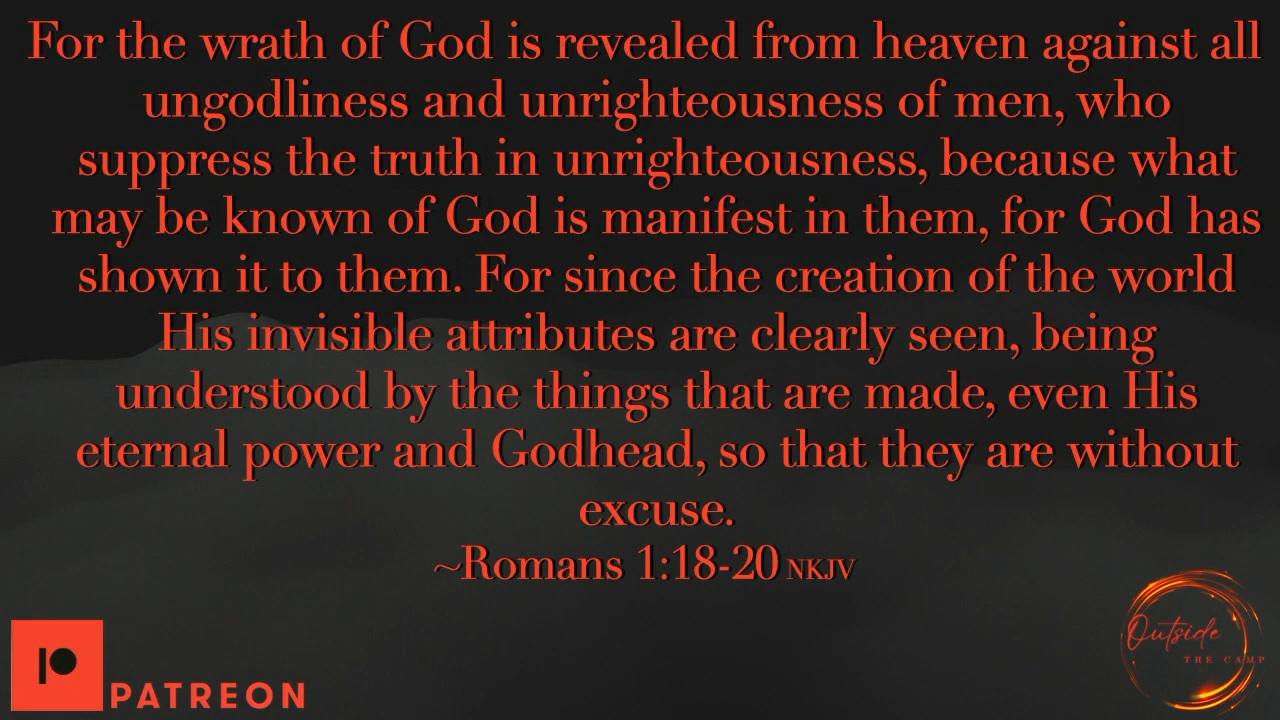 For the wrath of God is revealed from heaven against all
ungodliness and unrighteousness of men, who
suppress the truth in unrighteousness, because what
may be known of God is manifest in them, for God has
shown it to them. For since the creation of the world
His invisible attributes are clearly seen, being
understood by the things that are made, even His
eternal power and Godhead, so that they are without
excuse.
~Romans 1:18-20 NKJV
Outside
THE CAMP
PATREON